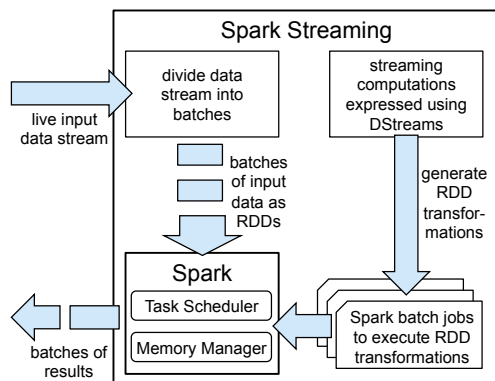 Spark Streaming
divide data
stream into
batches
streaming
computations
expressed using
DStreams
live input
data stream
batches
of input
data as
RDDs
generate
RDD
transfor-
mations
Spark
Task Scheduler
Memory Manager
Spark batch jobs
to execute RDD
transformations
batches of
results